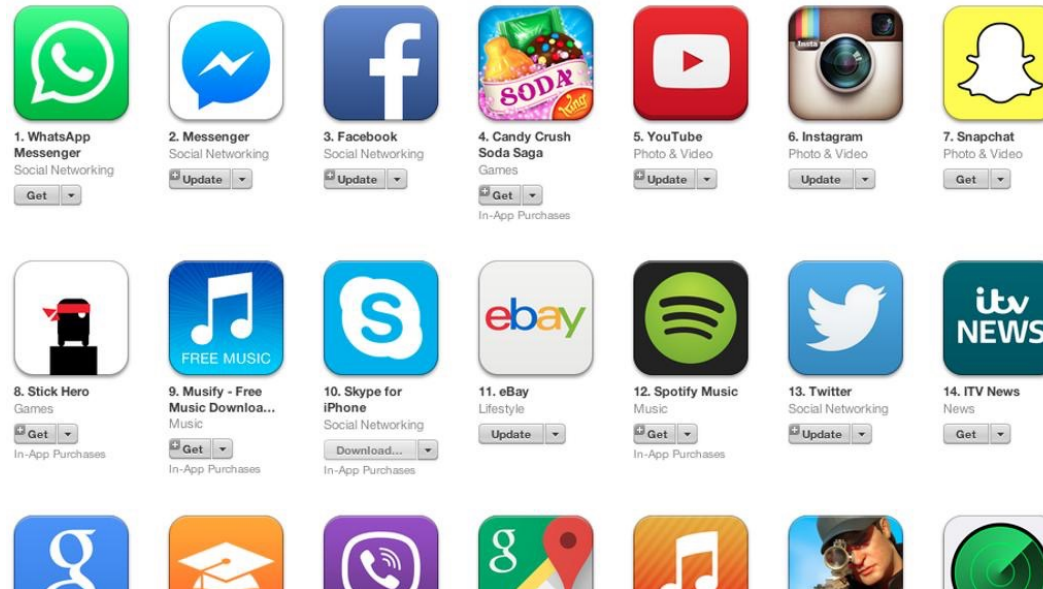 Insta
SODA
King
1. WhatsApp
Messenger
Social Networking
Get
2. Messenger
Social Networking
Update
3. Facebook
Social Networking
Update
4. Candy Crush
Soda Saga
Games
Get
In-App Purchases
5. YouTube
Photo & Video
Update
6. Instagram
Photo & Video
Update
7. Snapchat
Photo & Video
Get
FREE MUSIC
ebay
itv
NEWS
8. Stick Hero
Games
Get
In-App Purchases
9. Musify - Free
Music Downloa...
Music
Get
In-App Purchases
10. Skype for
iPhone
Social Networking
Download...
In-App Purchases
11. eBay
Lifestyle
Update
12. Spotify Music
Music
Get
In-App Purchases
13. Twitter
Social Networking
Update
14. ITV News
News
Get
g
g